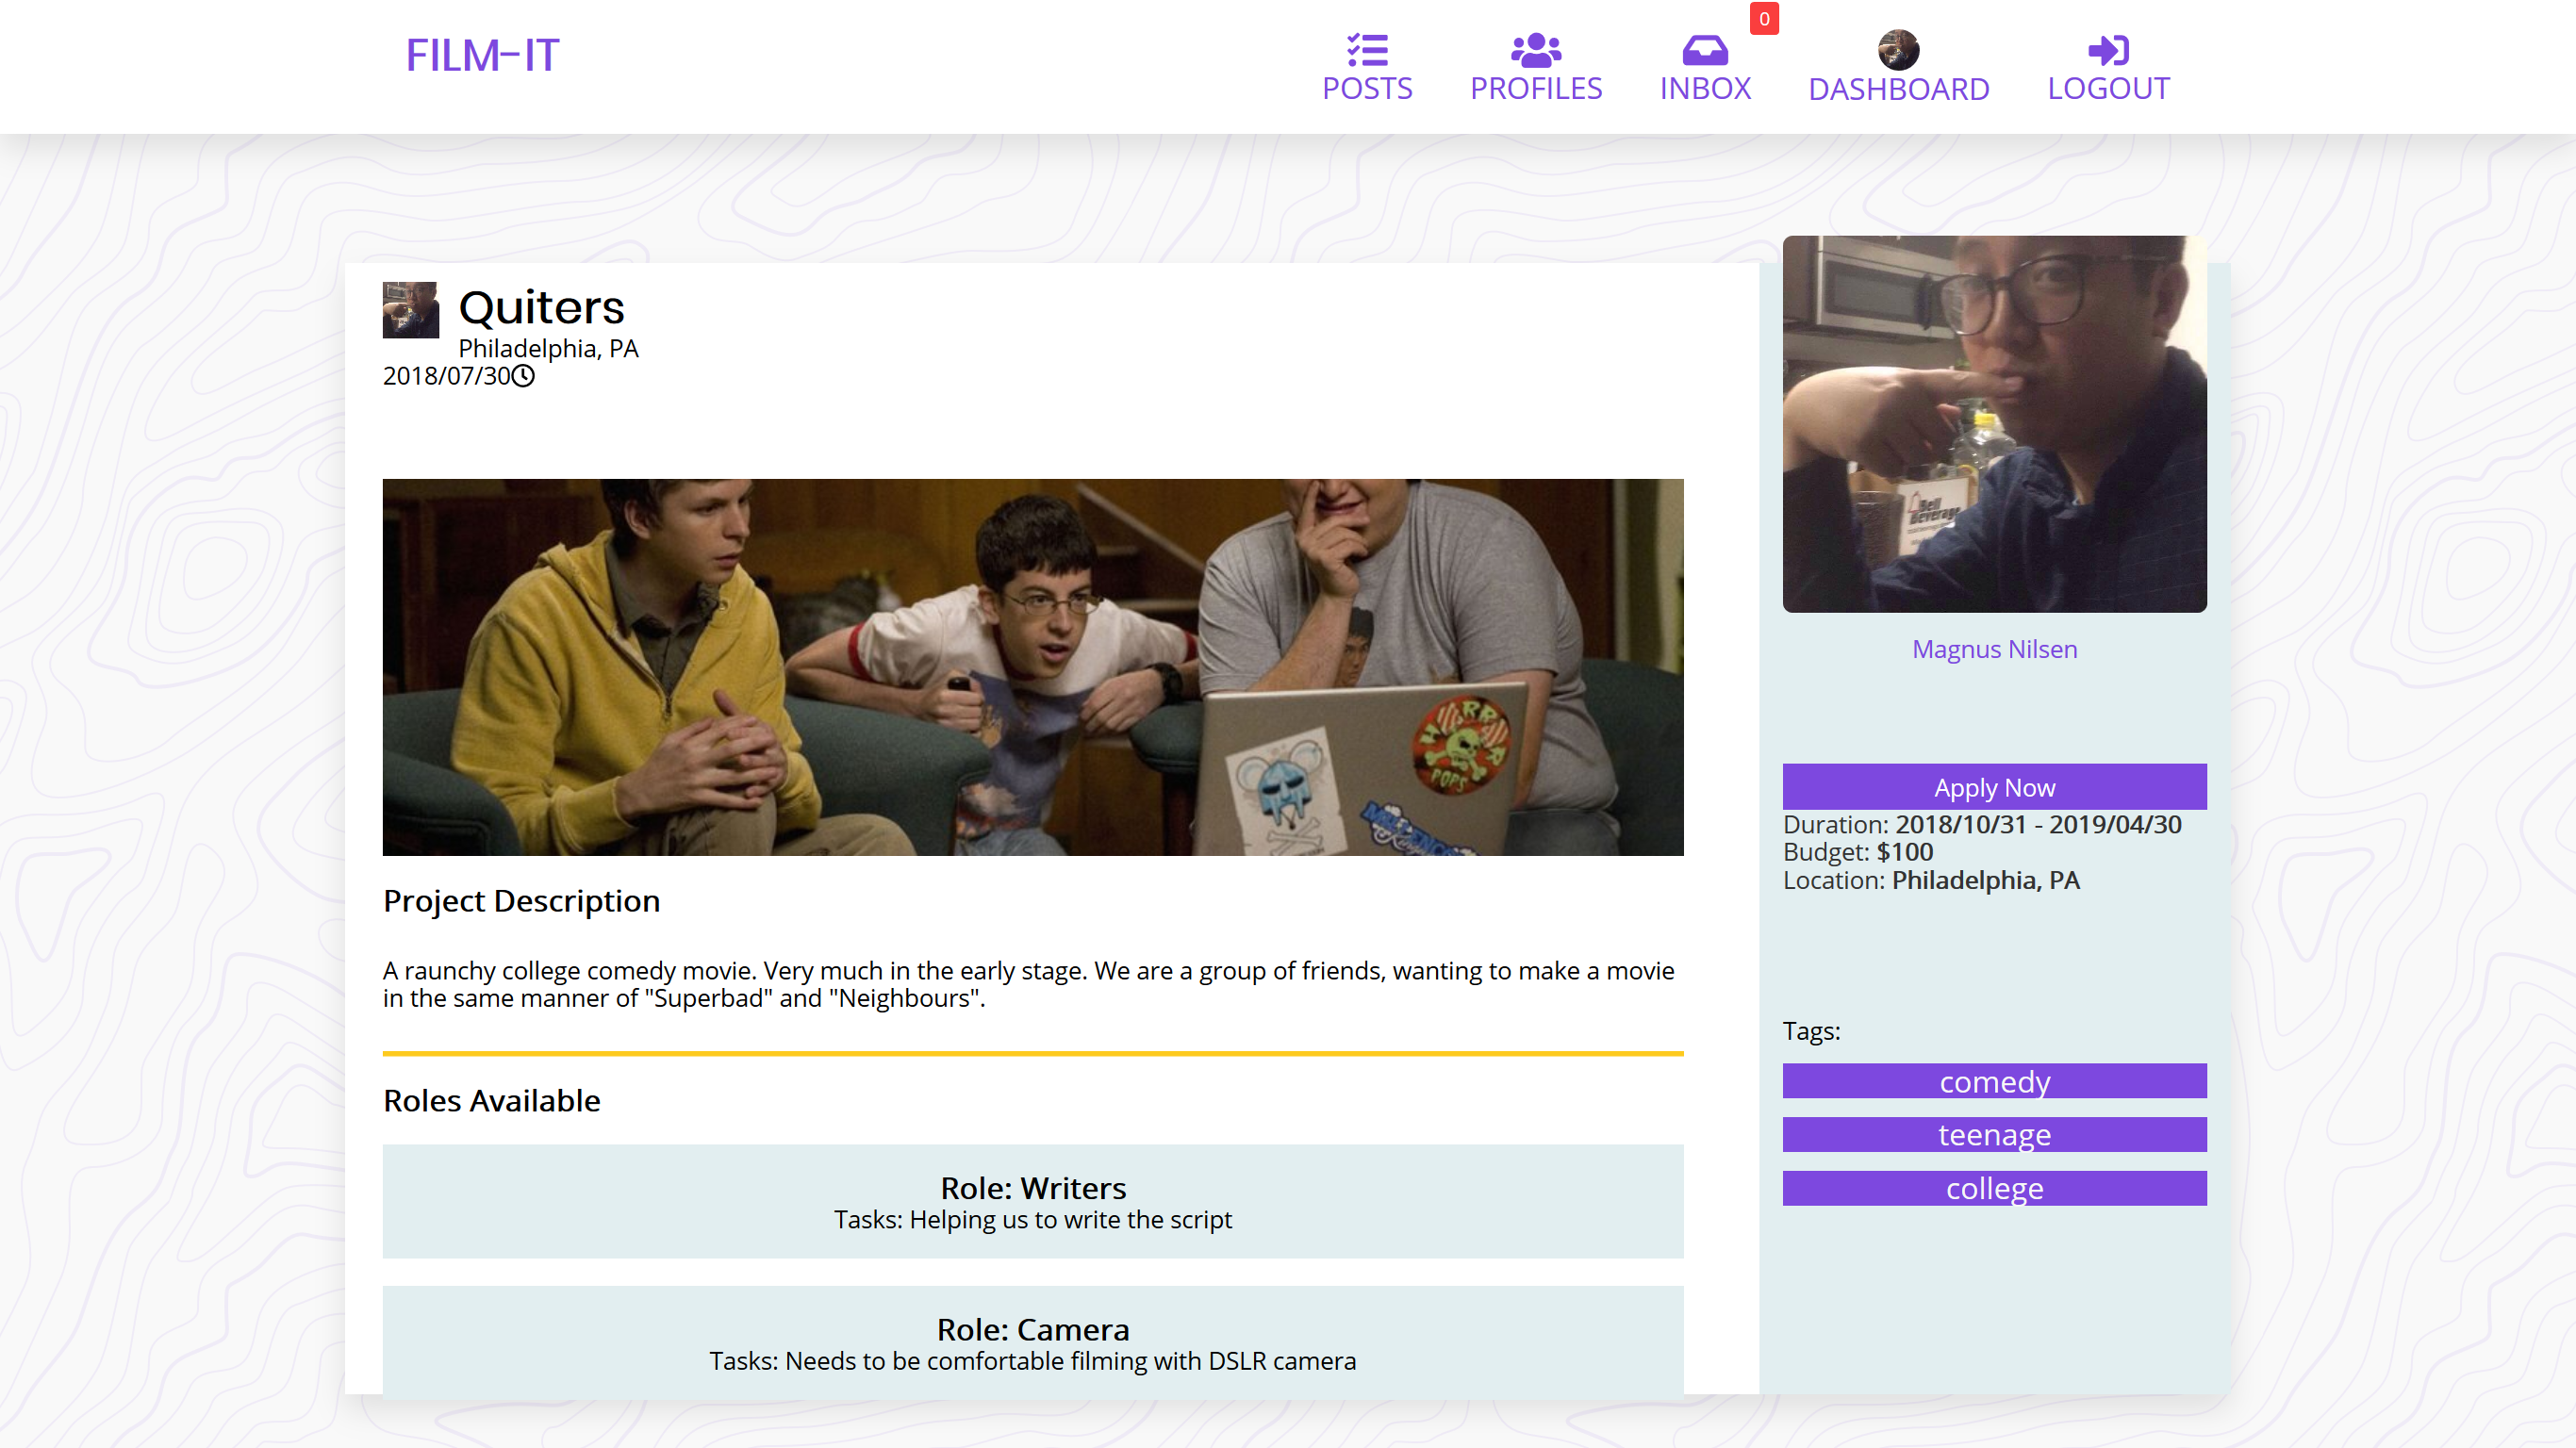 FILM-IT
POSTS
PROFILES
0
INBOX
DASHBOARD
LOGOUT
Quiters
Philadelphia, PA
2018/07/30
Project Description
A raunchy college comedy movie. Very much in the early stage. We are a group of friends, wanting to make a movie
in the same manner of "Superbad" and "Neighbours".
Roles Available
Role: Writers
Tasks: Helping us to write the script
Role: Camera
Tasks: Needs to be comfortable filming with DSLR camera
Bell
Beverage
WARRR
POPS
Magnus Nilsen
Apply Now
Duration: 2018/10/31 - 2019/04/30
Budget: $100
Location: Philadelphia, PA
Tags:
comedy
teenage
college